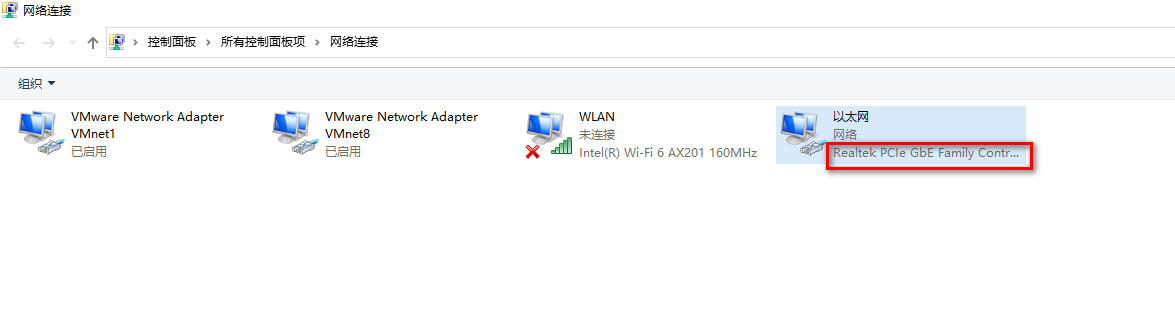 网络连接
控制面板 所有控制面板项 网络连接
组织
VMware Network Adapter
VMnet1
已启用
VMware Network Adapter
VMnet8
已启用
WLAN
未连接
Intel(R) Wi-Fi 6 AX201 160MHz
以太网
网络
Realtek PCIe GbE Family Contr...